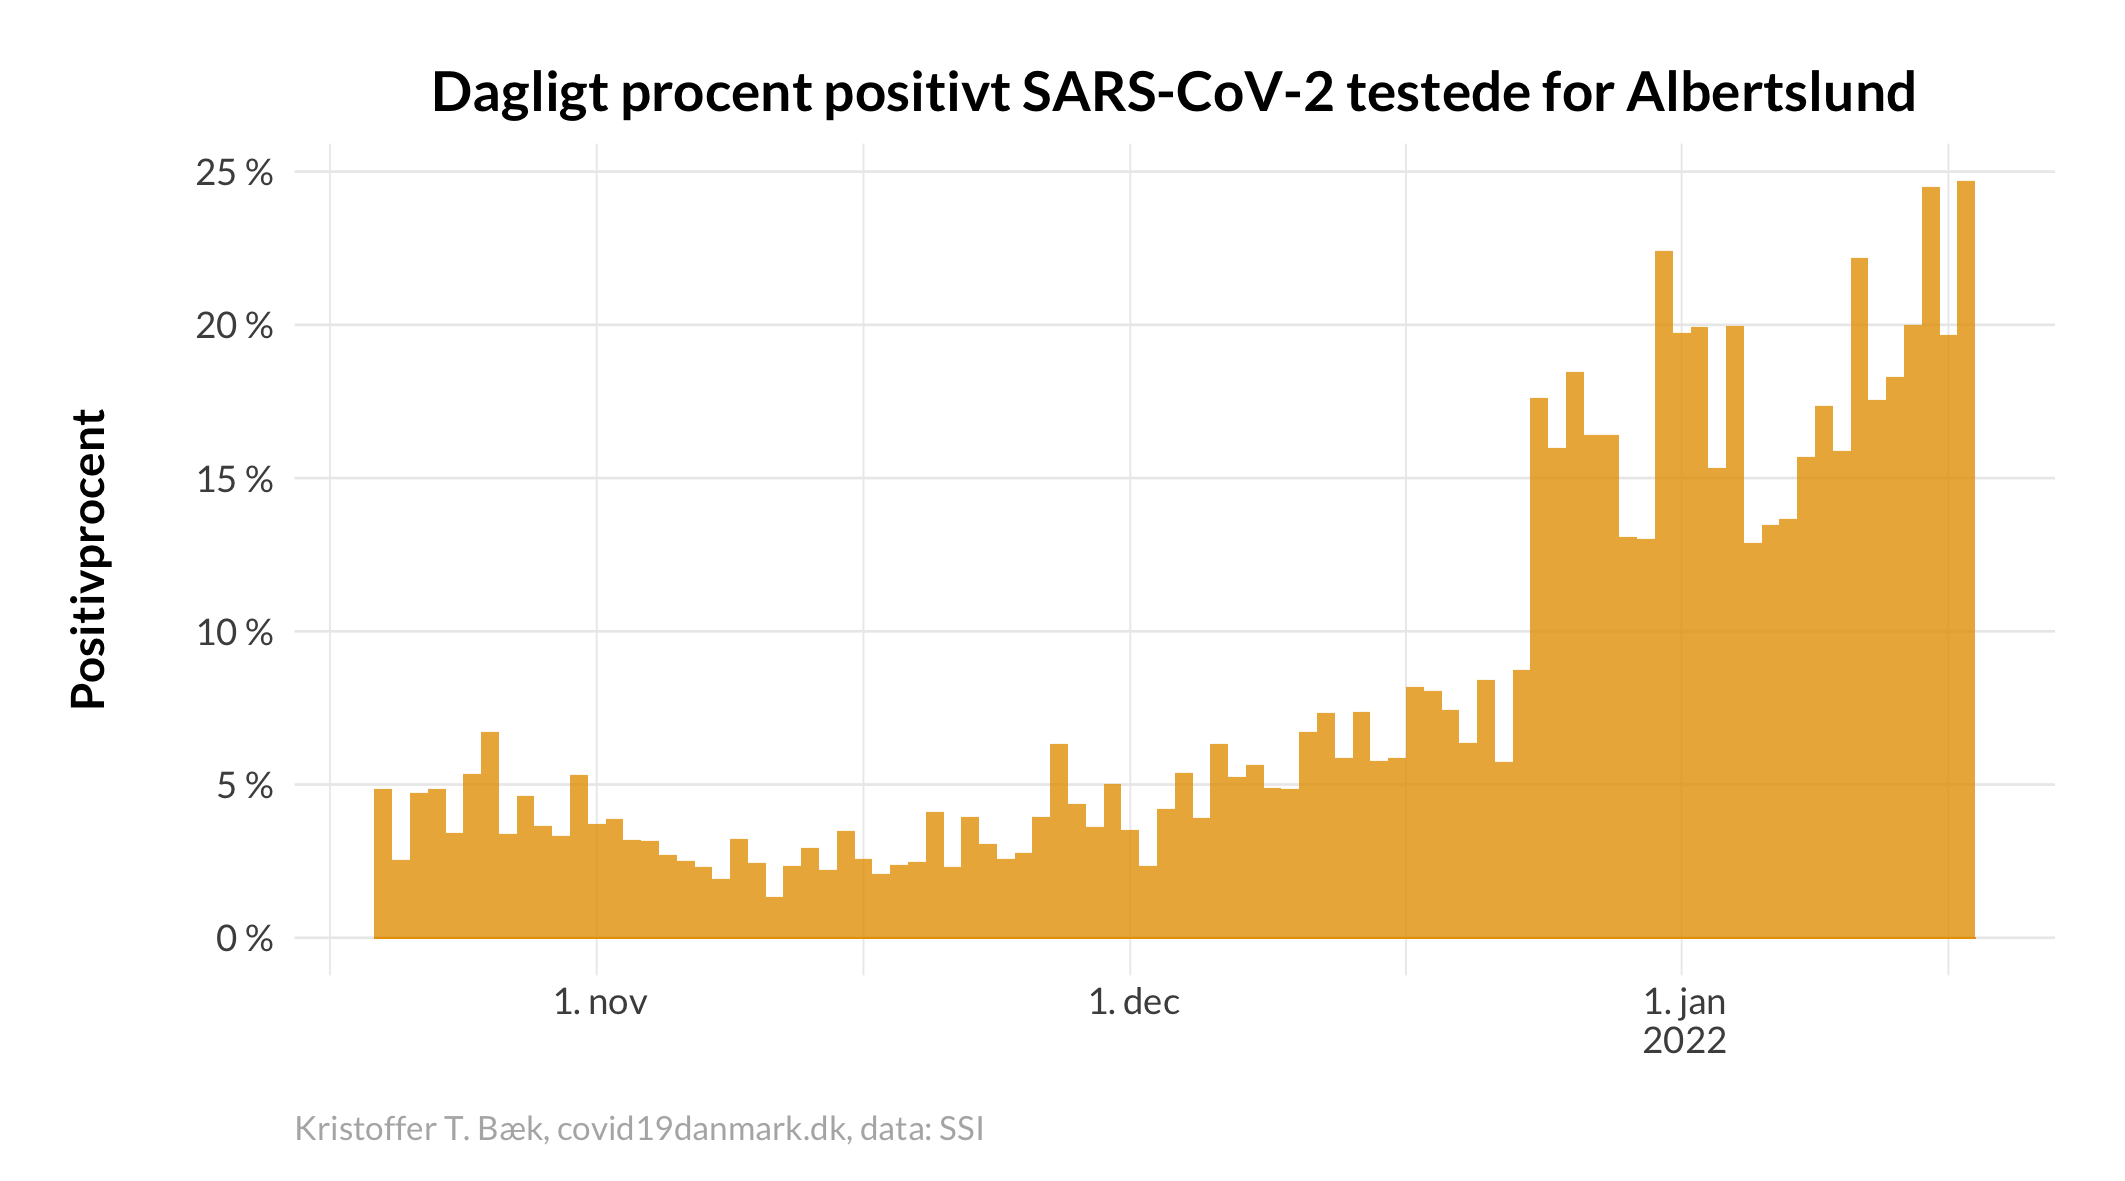 Dagligt procent positivt SARS-CoV-2 testede for Albertslund
Positivprocent
25 %
20 %
15 %
10 %
5 %
0 %
1. nov
1. dec
1. jan
2022
Kristoffer T. Bæk, covid19danmark.dk, data: SSI